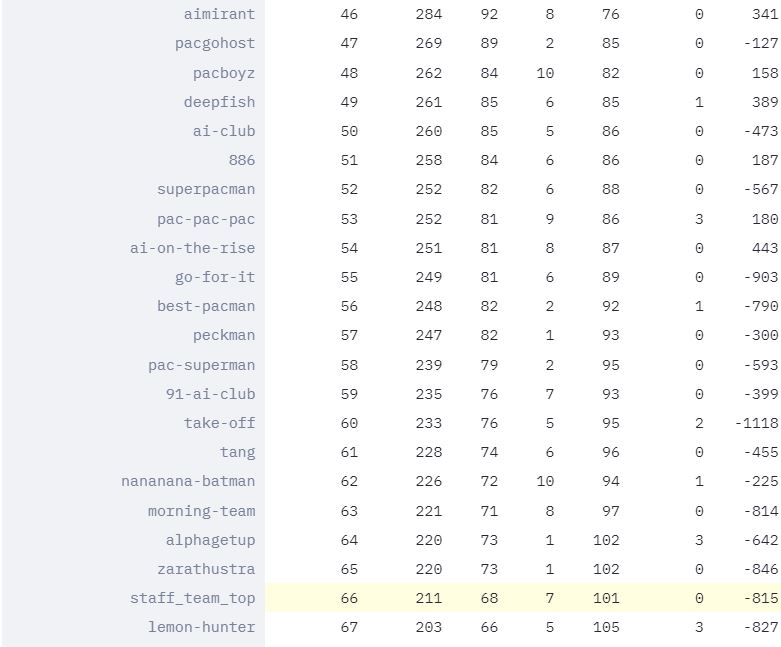 aimirant 46 284 92 8 76 0 341
pacgohost 47 269 89 2 85 0 -127
pacboyz 48 262 84 10 82 0 158
deepfish 49 261 85 6 85 1 389
ai-club 50 260 85 5 86 0 -473
886 51 258 84 6 86 0 187
superpacman 52 252 82 6 88 0 -567
pac-pac-pac 53 252 81 9 86 3 180
ai-on-the-rise 54 251 81 8 87 0 443
go-for-it 55 249 81 6 89 0 -903
best-pacman 56 248 82 2 92 1 -790
peckman 57 247 82 1 93 0 -300
pac-superman 58 239 79 2 95 0 -593
91-ai-club 59 235 76 7 93 0 -399
take-off 60 233 76 5 95 2 -1118
tang 61 228 74 6 96 0 -455
nananana-batman 62 226 72 10 94 1 -225
morning-team 63 221 71 8 97 0 -814
alphagetup 64 220 73 1 102 3 -642
zarathustra 65 220 73 1 102 0 -846
staff_team_top 66 211 68 7 101 0 -815
lemon-hunter 67 203 66 5 105 3 -827